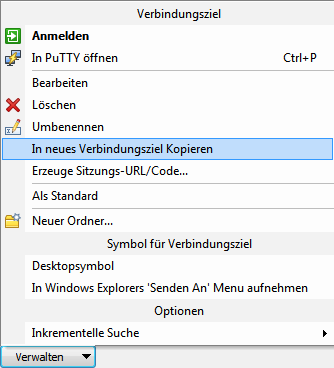 Verbindungsziel
Anmelden
In PuTTY öffnen Ctrl+P
Bearbeiten
Löschen
Umbenennen
In neues Verbindungsziel Kopieren
Erzeuge Sitzungs-URL/Code...
Als Standard
Neuer Ordner...
Symbol für Verbindungsziel
Desktopsymbol
In Windows Explorers 'Senden An' Menu aufnehmen
Optionen
Inkrementelle Suche
Verwalten